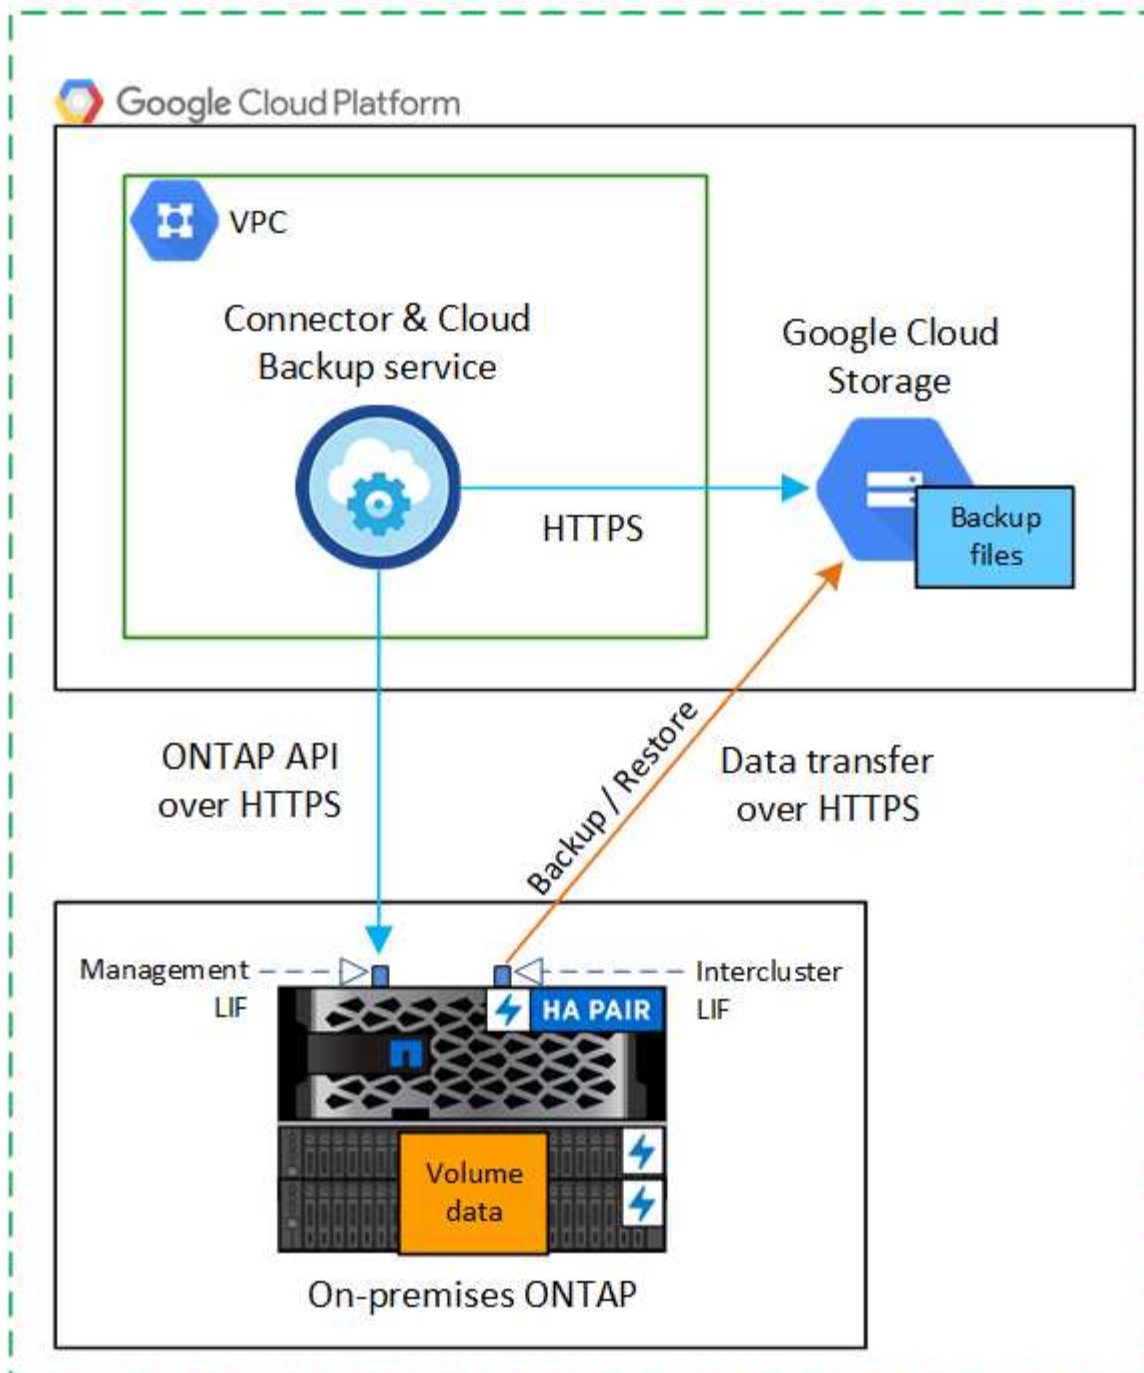 Google Cloud Platform
VPC
Connector & Cloud
Backup service
Google Cloud
Storage
HTTPS
Backup
files
ONTAP API
over HTTPS
Backup / Restore
Data transfer
over HTTPS
Management
LIF
Intercluster
LIF
HA PAIR
Volume
data
On-premises ONTAP